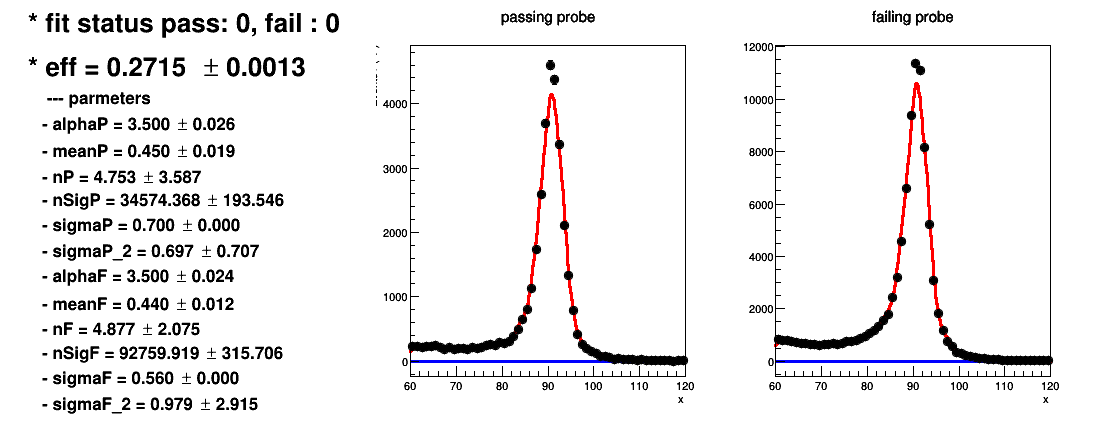 * fit status pass: 0, fail : 0
* eff = 0.2715 ± 0.0013
--- parmeters
- alphaP = 3.500 ± 0.026
- meanP = 0.450 ± 0.019
- nP = 4.753 ± 3.587
- nSigP = 34574.368 ± 193.546
- sigmaP = 0.700 ± 0.000
- sigmaP_2 = 0.697 ± 0.707
- alphaF = 3.500 ± 0.024
- meanF = 0.440 ± 0.012
- nF = 4.877 ± 2.075
- nSigF = 92759.919 ± 315.706
- sigmaF = 0.560 ± 0.000
- sigmaF_2 = 0.979 ± 2.915
passing probe
4000
3000
2000
1000
0
60 70 80 90 100 110 120
x
failing probe
12000
10000
8000
6000
4000
2000
0
60 70 80 90 100 110 120
x